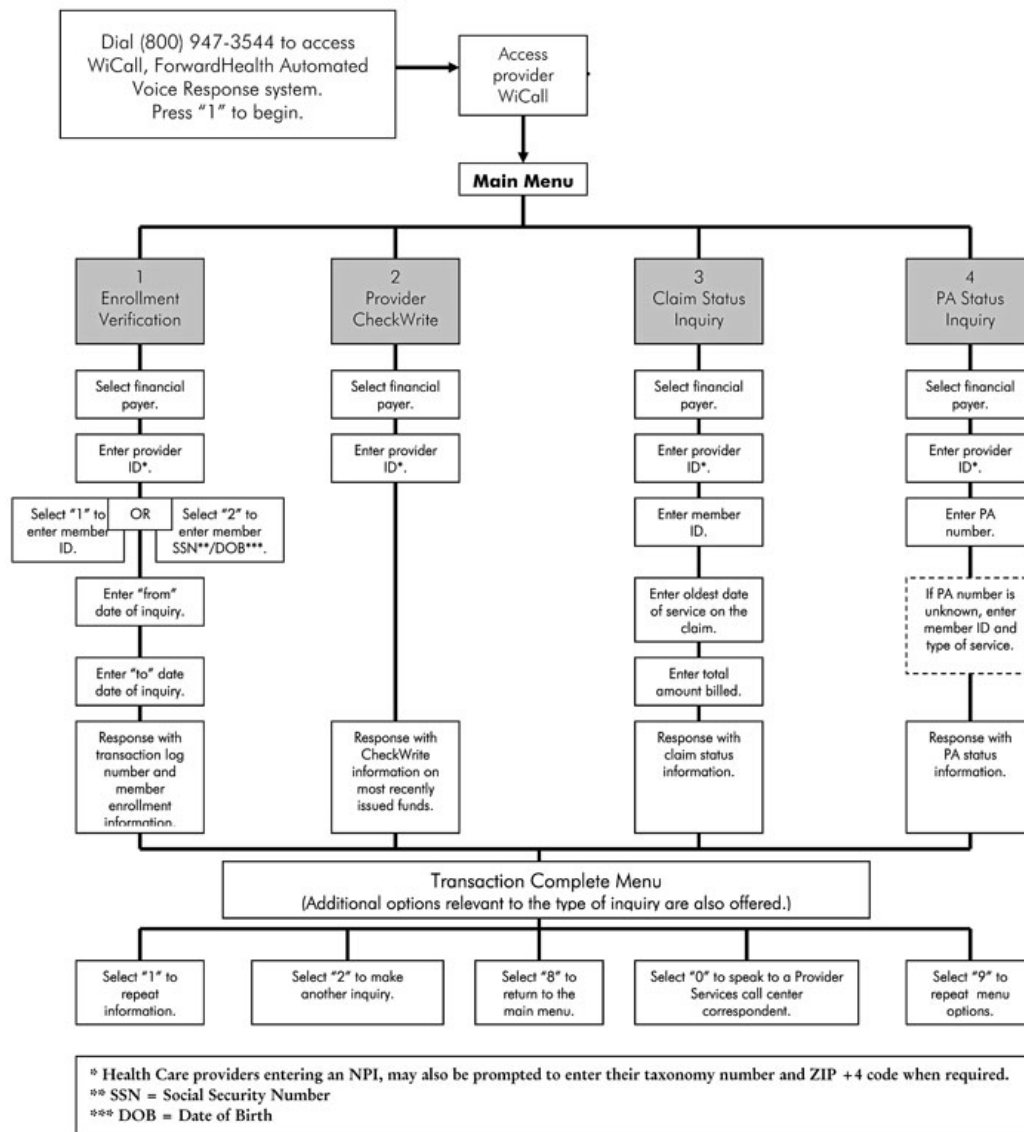 Dial (800) 947-3544 to access
WiCall, ForwardHealth Automated
Voice Response system.
Press “1” to begin.
Access
provider
WiCall
Main Menu
1
Enrollment
Verification
Select financial
payer.
Enter provider
ID*.
Select “1” to
enter member
ID.
OR
Select “2” to
enter member
SSN**/DOB***.
Enter “from”
date of inquiry.
Enter “to” date
date of inquiry.
Response with
transaction log
number and
member
enrollment
information.
2
Provider
CheckWrite
Select financial
payer.
Enter provider
ID*.
Response with
CheckWrite
information on
most recently
issued funds.
3
Claim Status
Inquiry
Select financial
payer.
Enter provider
ID*.
Enter member
ID.
Enter oldest date
of service on the
claim.
Enter total
amount billed.
Response with
claim status
information.
4
PA Status
Inquiry
Select financial
payer.
Enter provider
ID*.
Enter PA
number.
If PA number is
unknown, enter
member ID and
type of service.
Response with
PA status
information.
Transaction Complete Menu
(Additional options relevant to the type of inquiry are also offered.)
Select “1” to
repeat
information.
Select “2” to make
another inquiry.
Select “8” to
return to the
main menu.
Select “0” to speak to a Provider
Services call center
correspondent.
Select “9” to
repeat menu
options.
* Health Care providers entering an NPI, may also be prompted to enter their taxonomy number and ZIP +4 code when required.
** SSN = Social Security Number
*** DOB = Date of Birth